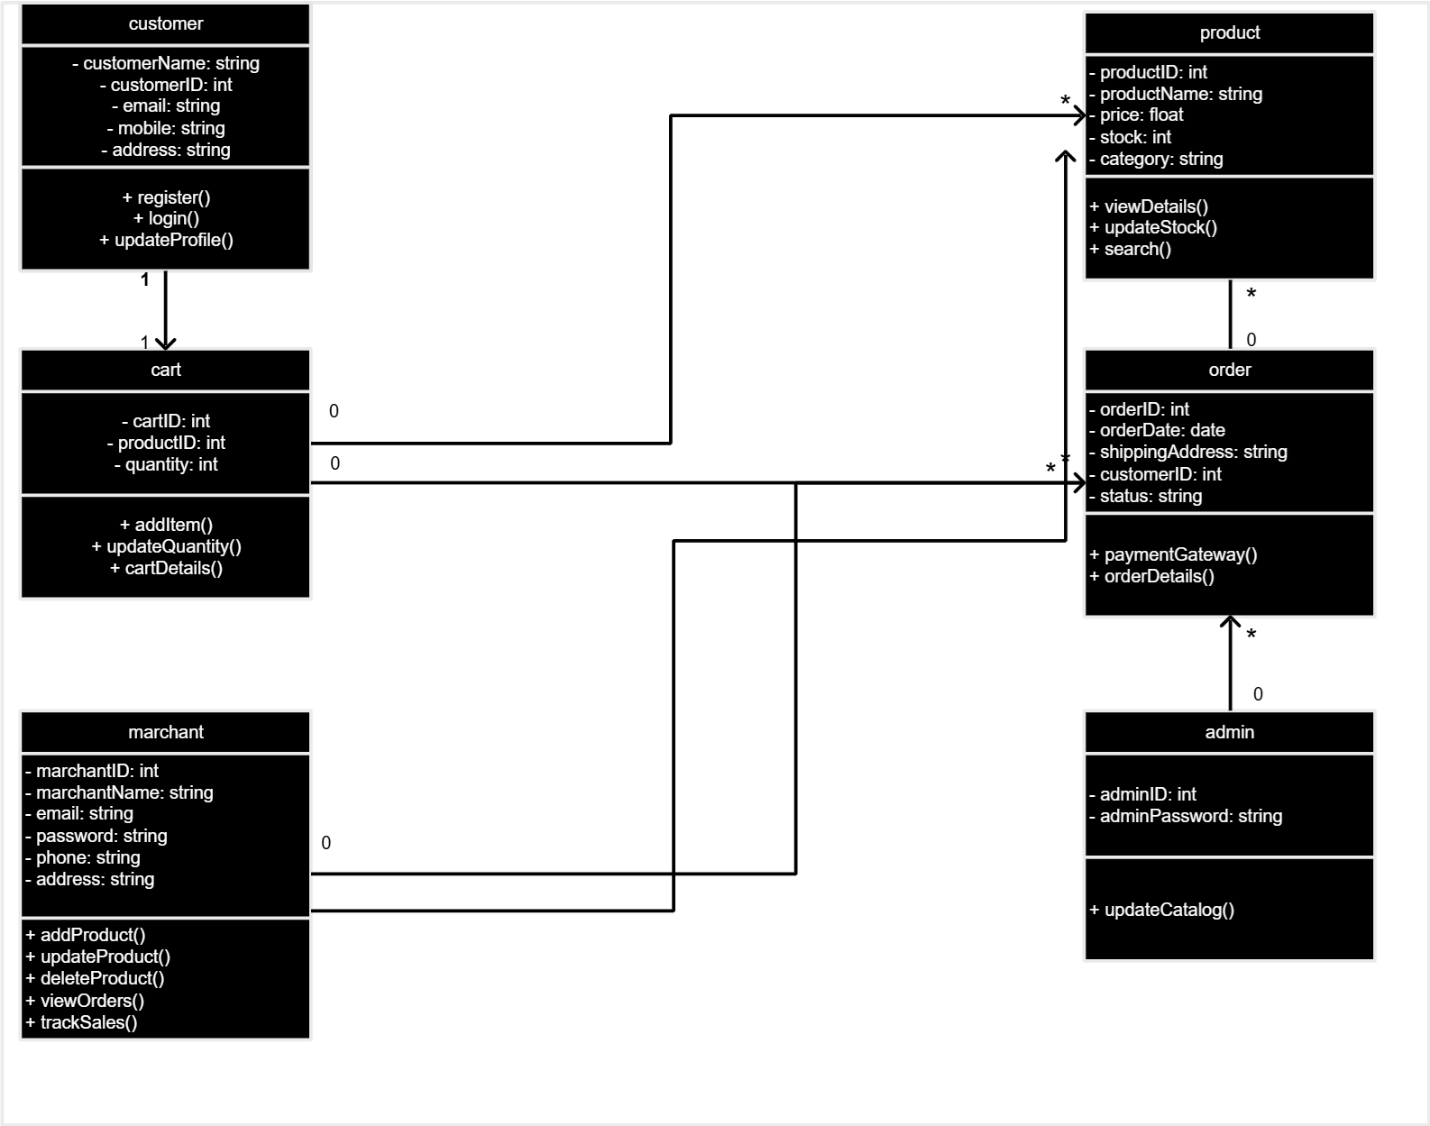 customer
- customerName: string
- customerID: int
- email: string
- mobile: string
- address: string
+ register()
+ login()
+ updateProfile()
1
1
cart
- cartID: int
- productID: int
- quantity: int
+ addItem()
+ updateQuantity()
+ cartDetails()
0
0
*
* *
product
- productID: int
- productName: string
- price: float
- stock: int
- category: string
+ viewDetails()
+ updateStock()
+ search()
*
0
order
- orderID: int
- orderDate: date
- shippingAddress: string
- customerID: int
- status: string
+ paymentGateway()
+ orderDetails()
*
0
marchant
- marchantID: int
- marchantName: string
- email: string
- password: string
- phone: string
- address: string
+ addProduct()
+ updateProduct()
+ deleteProduct()
+ viewOrders()
+ trackSales()
0
admin
- adminID: int
- adminPassword: string
+ updateCatalog()